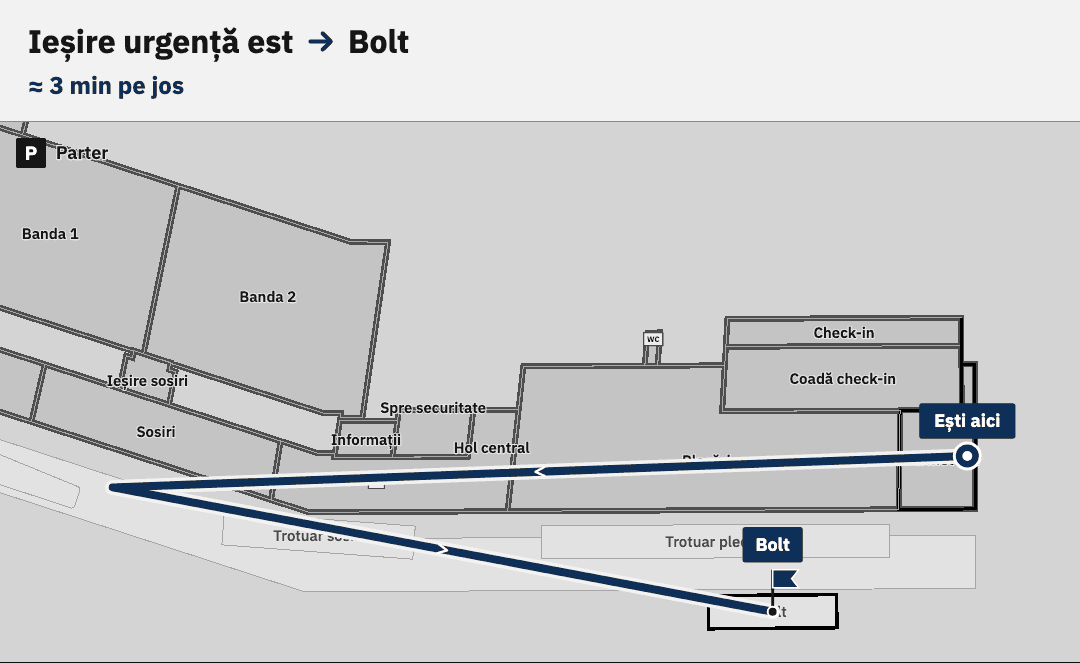 Ieșire urgență est → Bolt
≈ 3 min pe jos
P Parter
Banda 1
Banda 2
WC
Check-in
Coadă check-in
Ieșire sosiri
Spre securitate
Ești aici
Sosiri
Informații
Hol central
Trotuar
Trotuar
Bolt